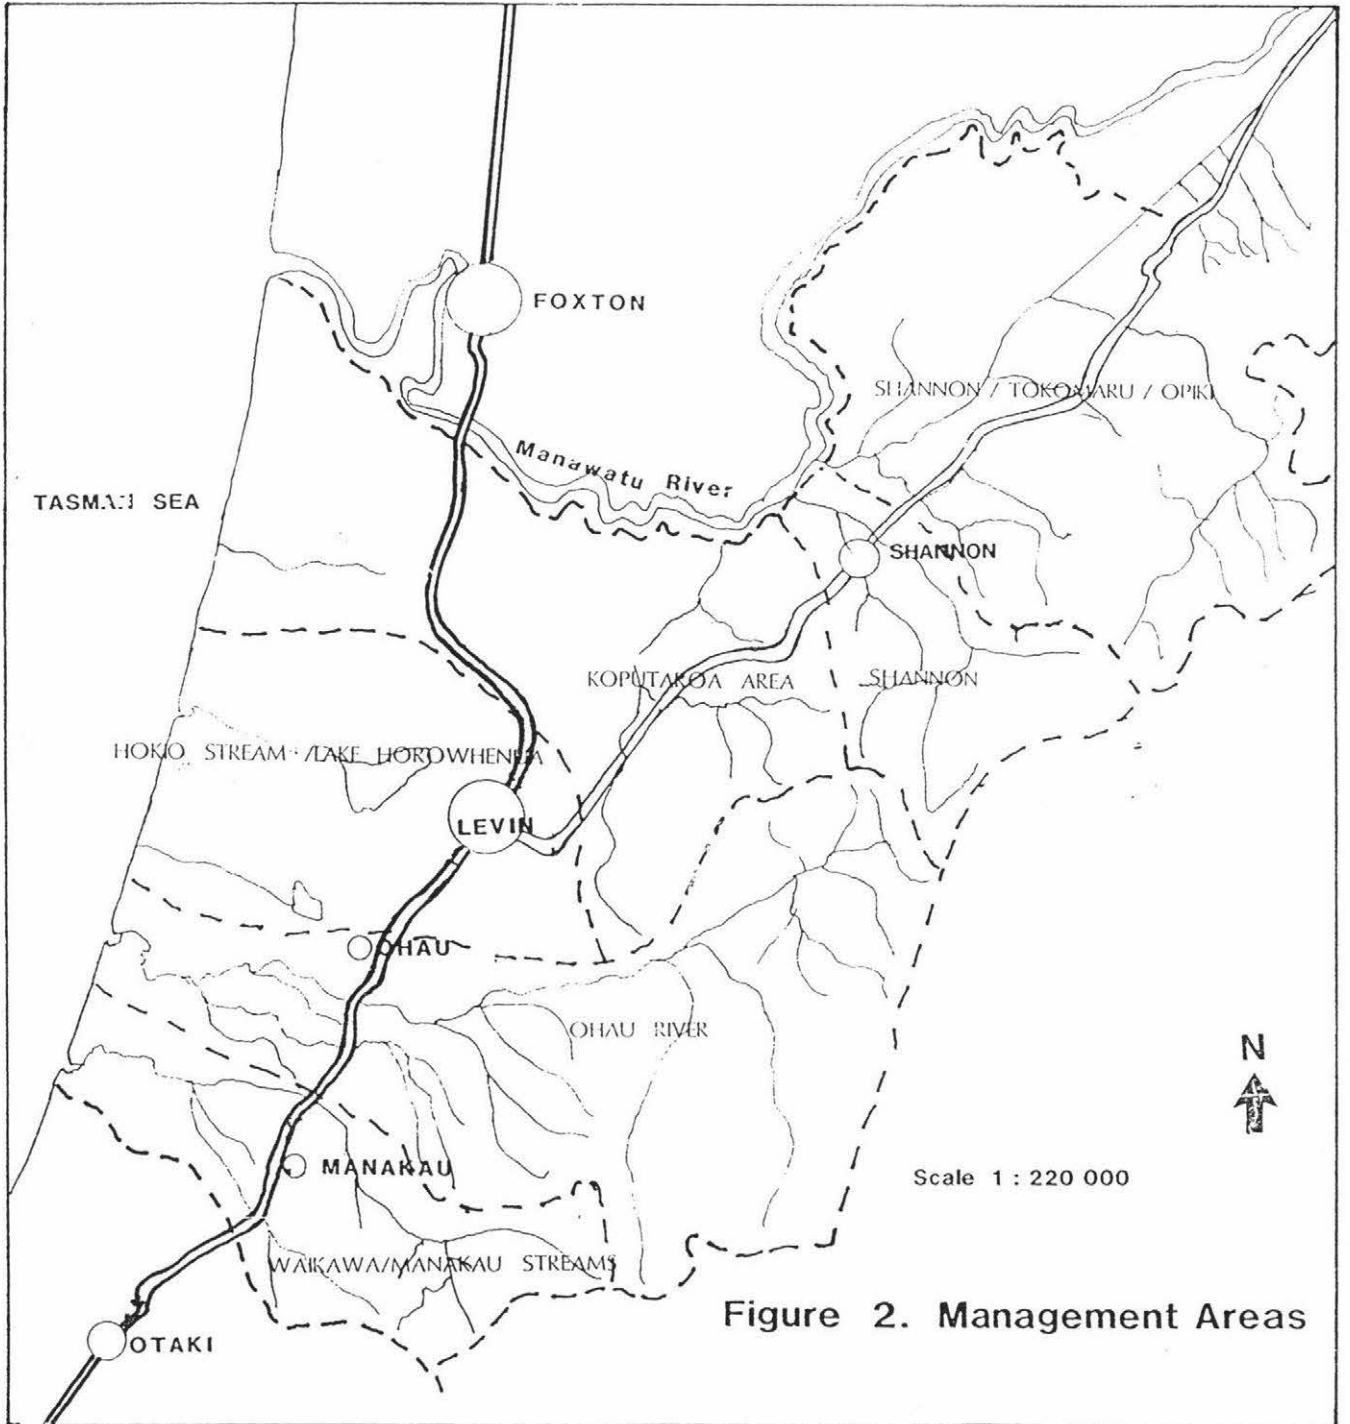 FOXTON
SHANNON / TOKOMARU / OPIKI
Manawatu River
TASMAN SEA
SHANNON
KOPUTAROA AREA
SHANNON
HOKIO STREAM /LAKE HOROWHENUA
LEVIN
OHAU
OHAU RIVER
N
MANAKAU
Scale 1 : 220 000
WAIKAWA/MANAKAU STREAMS
Figure 2. Management Areas
OTAKI